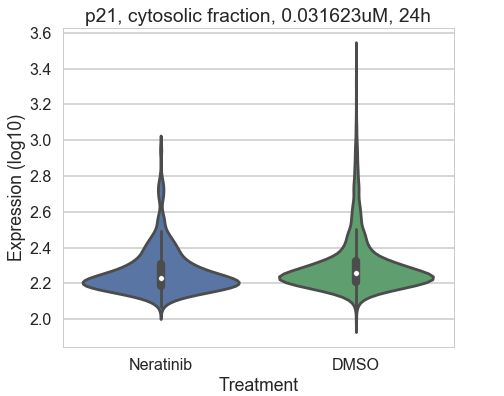 p21, cytosolic fraction, 0.031623uM, 24h
3.6
3.4
3.2
3.0
2.8
2.6
2.4
2.2
2.0
Expression (log10)
Neratinib DMSO
Treatment